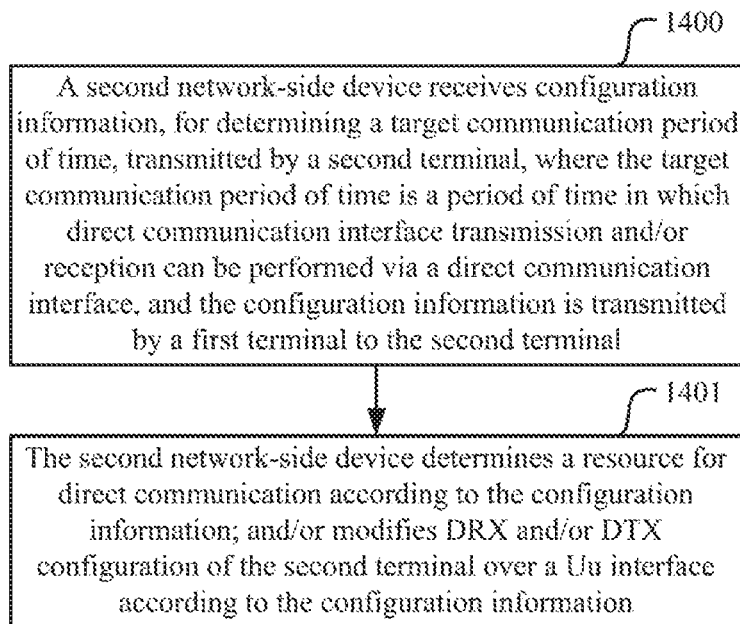 1400
A second network-side device receives configuration
information, for determining a target communication period
of time, transmitted by a second terminal, where the target
communication period of time is a period of time in which
direct communication interface transmission and/or
reception can be performed via a direct communication
interface, and the configuration information is transmitted
by a first terminal to the second terminal
1401
The second network-side device determines a resource for
direct communication according to the configuration
information; and/or modifies DRX and/or DTX
configuration of the second terminal over a Uu interface
according to the configuration information